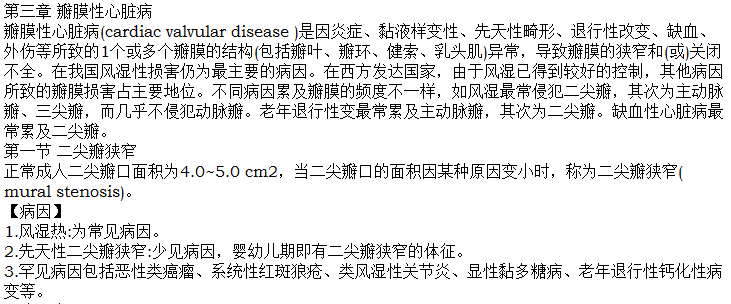 第三章 瓣膜性心脏病
瓣膜性心脏病(cardiac valvular disease )是因炎症、黏液样变性、先天性畸形、退行性改变、缺血、
外伤等所致的1个或多个瓣膜的结构(包括瓣叶、瓣环、健索、乳头肌)异常，导致瓣膜的狭窄和(或)关闭
不全。在我国风湿性损害仍为最主要的病因。在西方发达国家，由于风湿已得到较好的控制，其他病因
所致的瓣膜损害占主要地位。不同病因累及瓣膜的频度不一样，如风湿最常侵犯二尖瓣，其次为主动脉
瓣、三尖瓣，而几乎不侵犯动脉瓣。老年退行性变最常累及主动脉瓣，其次为二尖瓣。缺血性心脏病最
常累及二尖瓣。
第一节 二尖瓣狭窄
正常成人二尖瓣口面积为4.0~5.0 cm2，当二尖瓣口的面积因某种原因变小时，称为二尖瓣狭窄(
mural stenosis)。
【病因】
1.风湿热:为常见病因。
2.先天性二尖瓣狭窄:少见病因，婴幼儿期即有二尖瓣狭窄的体征。
3.罕见病因包括恶性类癌瘤、系统性红斑狼疮、类风湿性关节炎、显性黏多糖病、老年退行性钙化性病
变等。